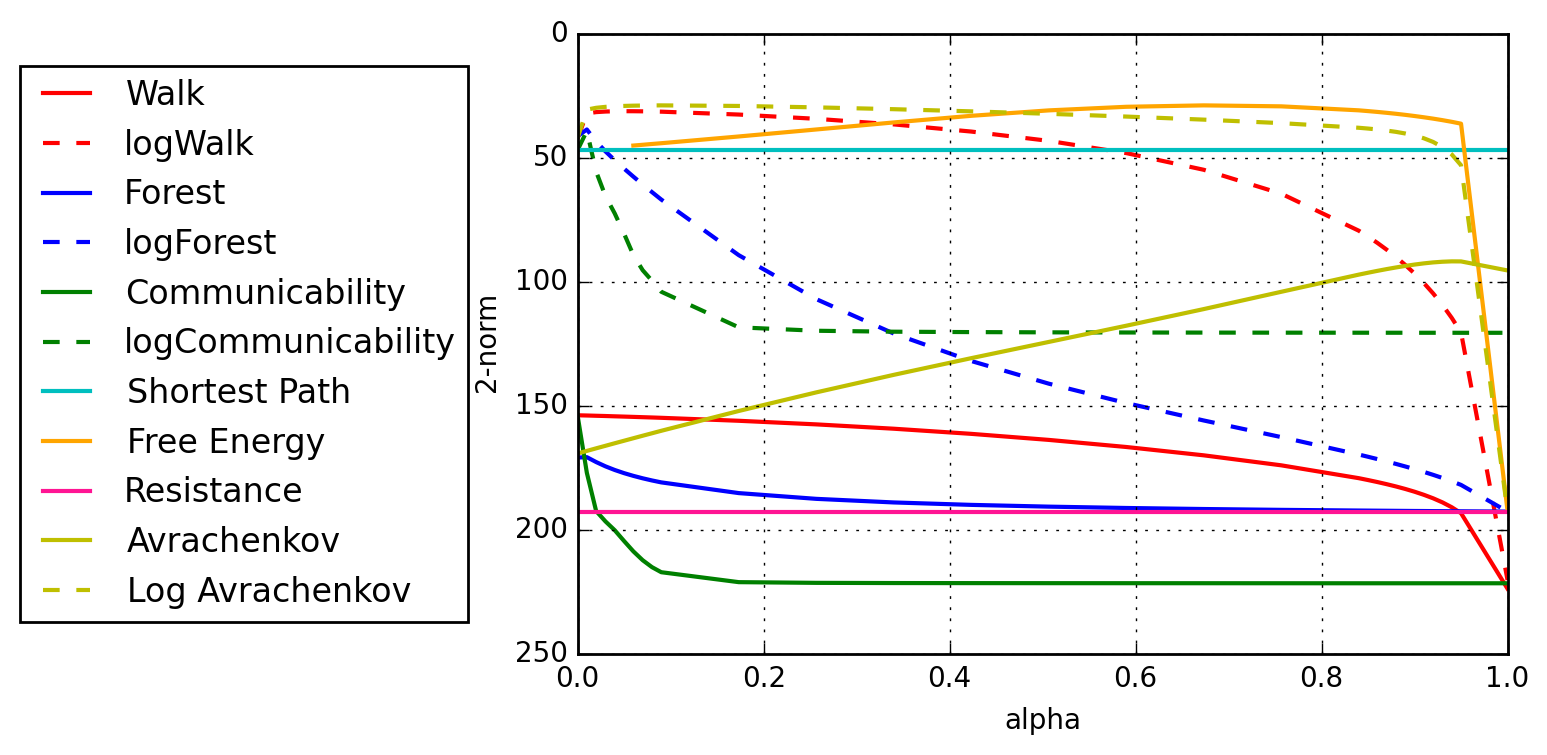 Walk
logWalk
Forest
logForest
Communicability
logCommunicability
Shortest Path
Free Energy
Resistance
Avrachenkov
Log Avrachenkov
2-norm
0
50
100
150
200
250
0.0 0.2 0.4 0.6 0.8 1.0
alpha